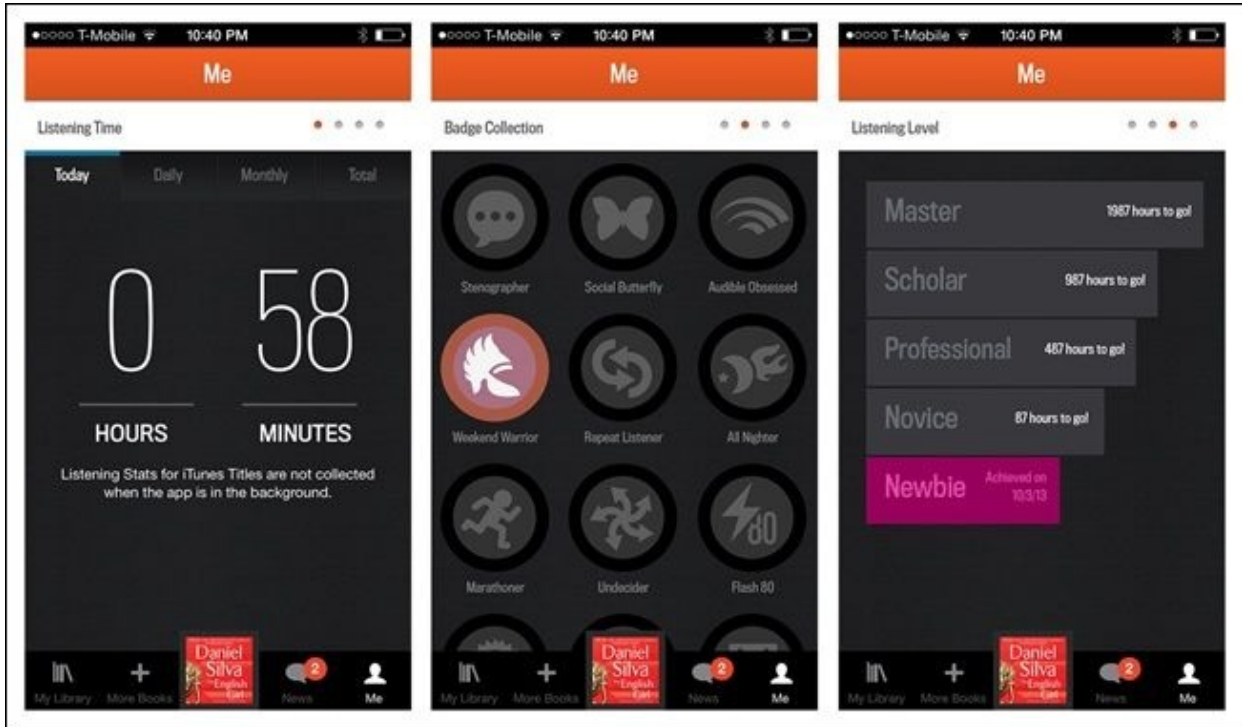 T-Mobile 10:40 PM
Me
Listening Time
Today Daily Monthly Total
0 58
HOURS MINUTES
Listening Stats for iTunes Titles are not collected
when the app is in the background.
Daniel
Silva
The
English
Girl
2
My Library More Books News Me
T-Mobile 10:40 PM
Me
Badge Collection
Stenographer Social Butterfly Audible Obsessed
Weekend Warrior Repeat Listener All Nighter
80
Marathoner Undecider Flash 80
Daniel
Silva
The
English
Girl
2
My Library More Books News Me
T-Mobile 10:40 PM
Me
Listening Level
Master 1987 hours to go!
Scholar 987 hours to go!
Professional 487 hours to go!
Novice 87 hours to go!
Newbie Achieved on
10/3/13
Daniel
Silva
The
English
Girl
2
My Library More Books News Me